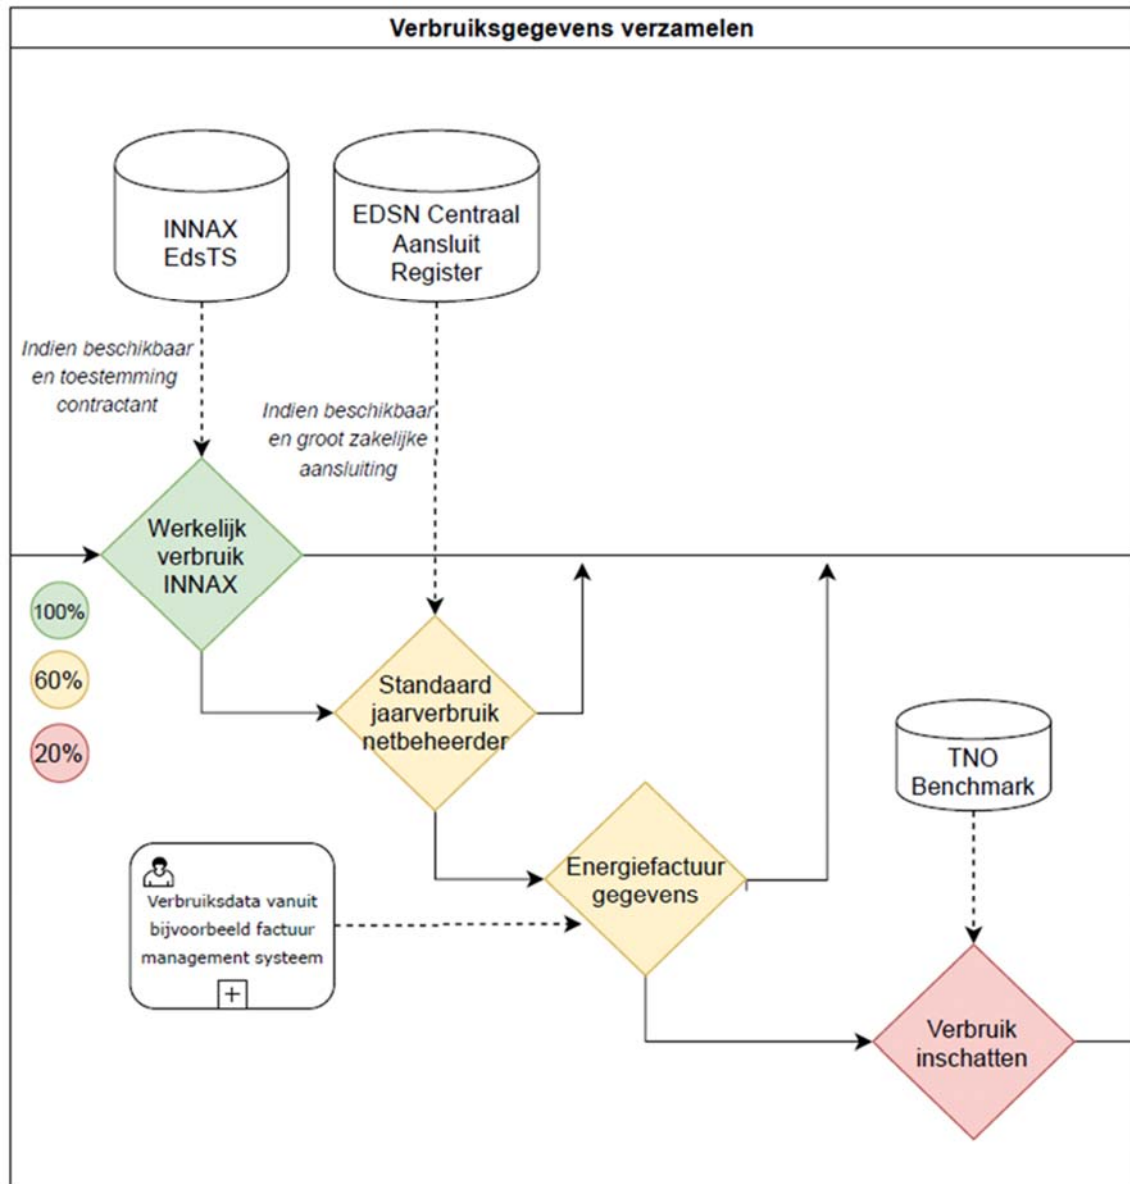 Verbruiksgegevens verzamelen
INNAX
EdsTS
EDSN Centraal
Aansluit
Register
Indien beschikbaar
en toestemming
contractant
Indien beschikbaar
en groot zakelijke
aansluiting
Werkelijk
verbruik
INNAX
100%
60%
20%
Standaard
jaarverbruik
netbeheerder
TNO
Benchmark
Energiefactuur
gegevens
Verbruiksdata vanuit
bijvoorbeeld factuur
management systeem
Verbruik
inschatten